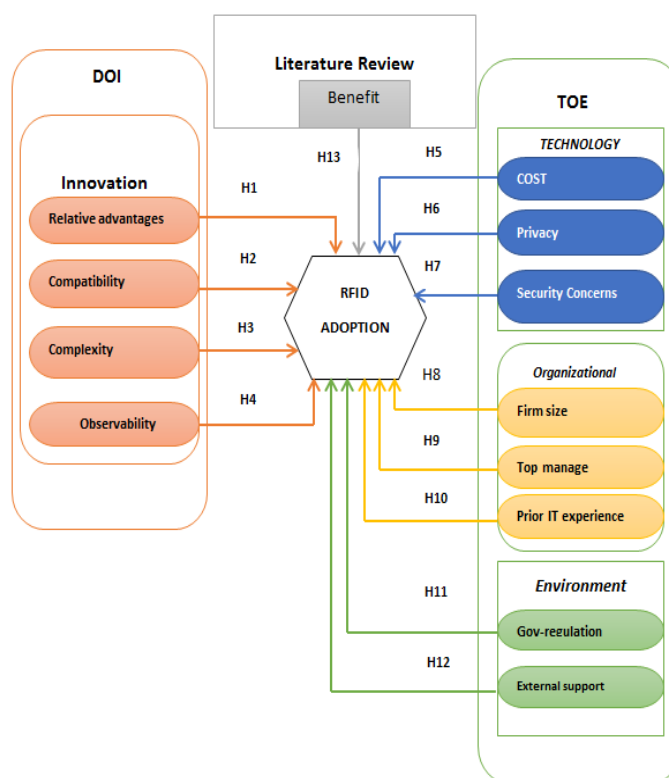 Literature Review
Benefit
DOI
Innovation
Relative advantages
Compatibility
Complexity
Observability
H1
H2
H3
H4
H13
RFID
ADOPTION
H5
H6
H7
H8
H9
H10
H11
H12
TOE
TECHNOLOGY
COST
Privacy
Security Concerns
Organizational
Firm size
Top manage
Prior IT experience
Environment
Gov-regulation
External support